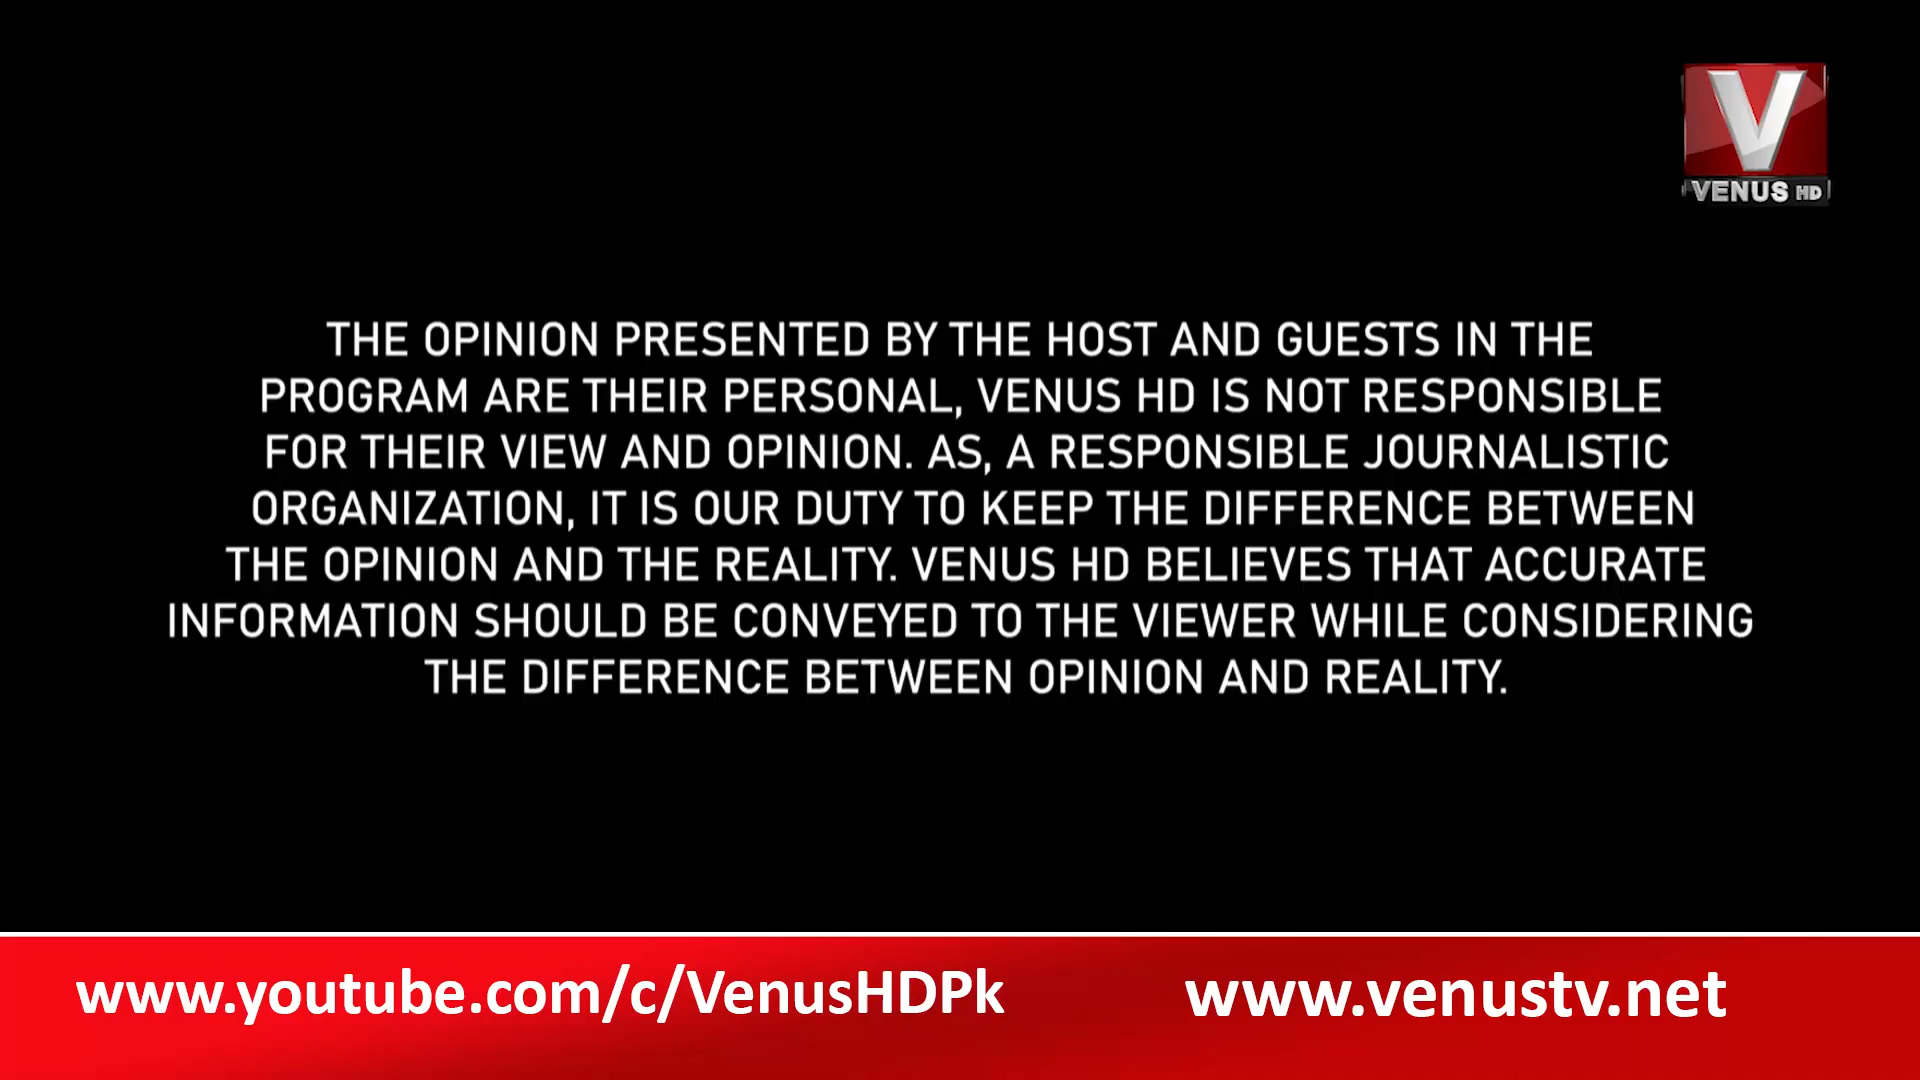 V
VENUS HD
THE OPINION PRESENTED BY THE HOST AND GUESTS IN THE
PROGRAM ARE THEIR PERSONAL, VENUS HD IS NOT RESPONSIBLE
FOR THEIR VIEW AND OPINION. AS, A RESPONSIBLE JOURNALISTIC
ORGANIZATION, IT IS OUR DUTY TO KEEP THE DIFFERENCE BETWEEN
THE OPINION AND THE REALITY. VENUS HD BELIEVES THAT ACCURATE
INFORMATION SHOULD BE CONVEYED TO THE VIEWER WHILE CONSIDERING
THE DIFFERENCE BETWEEN OPINION AND REALITY.
www.youtube.com/c/VenusHDPk
www.venustv.net